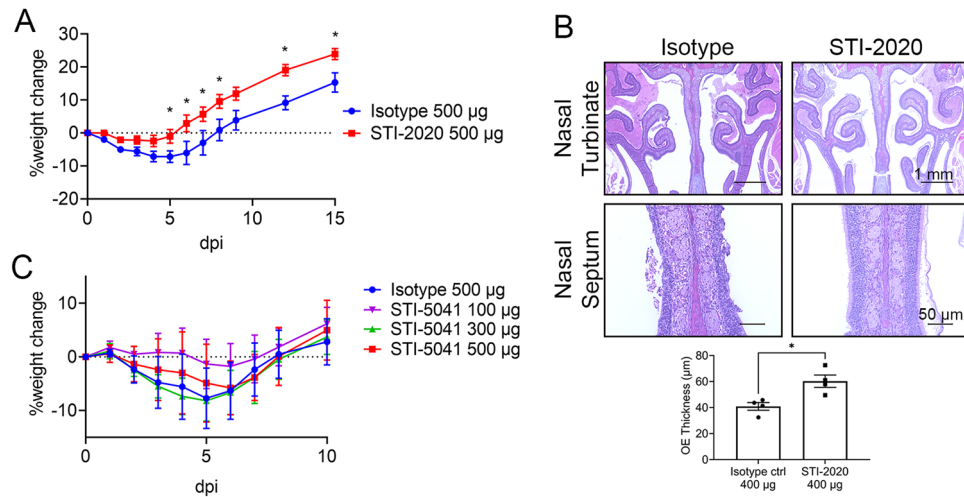 A
%weight change
30
20
10
0
-10
-20
0
5
10
15
dpi
* * * * * *
Isotype 500 µg
STI-2020 500 µg
B
Isotype
STI-2020
Nasal
Turbinate
1 mm
Nasal
Septum
50 µm
OE Thickness (µm)
80
60
40
20
0
*
Isotype ctrl
400 µg
STI-2020
400 µg
C
%weight change
10
0
-10
0
5
10
dpi
Isotype 500 µg
STI-5041 100 µg
STI-5041 300 µg
STI-5041 500 µg